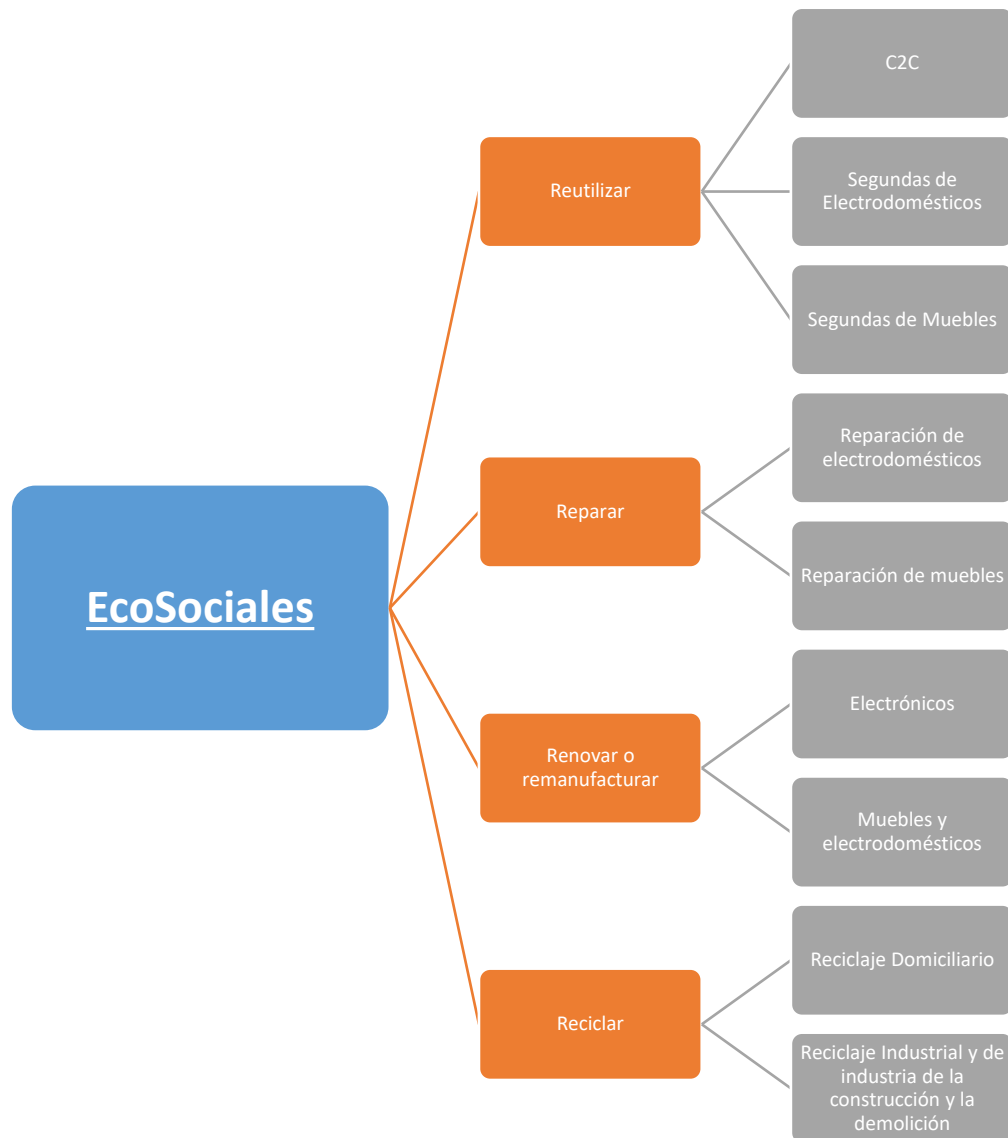 EcoSociales
Reutilizar
C2C
Segundas de
Electrodomésticos
Segundas de Muebles
Reparar
Reparación de
electrodomésticos
Reparación de muebles
Renovar o
remanufacturar
Electrónicos
Muebles y
electrodomésticos
Reciclar
Reciclaje Domiciliario
Reciclaje Industrial y de
industria de la
construcción y la
demolición